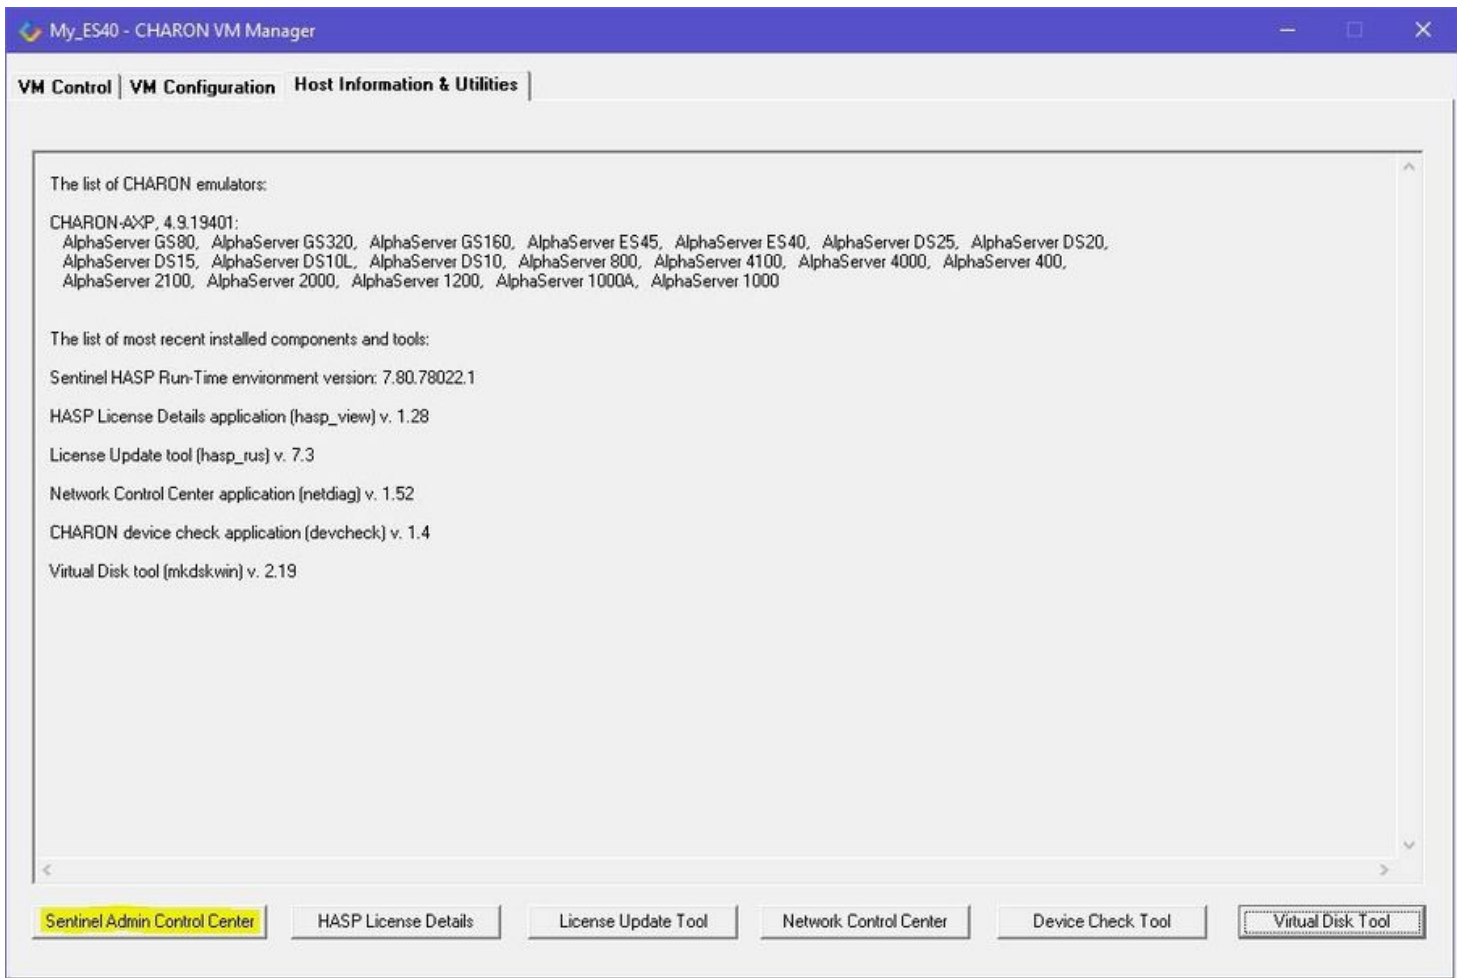 My_ES40 - CHARON VM Manager
VM Control VM Configuration Host Information & Utilities
The list of CHARON emulators:
CHARON-AXP, 4.9.19401:
AlphaServer GS80, AlphaServer GS320, AlphaServer GS160, AlphaServer ES45, AlphaServer ES40, AlphaServer DS25, AlphaServer DS20,
AlphaServer DS15, AlphaServer DS10L, AlphaServer DS10, AlphaServer 800, AlphaServer 4100, AlphaServer 4000, AlphaServer 400,
AlphaServer 2100, AlphaServer 2000, AlphaServer 1200, AlphaServer 1000A, AlphaServer 1000
The list of most recent installed components and tools:
Sentinel HASP Run-Time environment version: 7.80.78022.1
HASP License Details application (hasp_view) v. 1.28
License Update tool (hasp_rus) v. 7.3
Network Control Center application (netdiag) v. 1.52
CHARON device check application (devcheck) v. 1.4
Virtual Disk tool (mkdskwin) v. 2.19
Sentinel Admin Control Center HASP License Details License Update Tool Network Control Center Device Check Tool Virtual Disk Tool